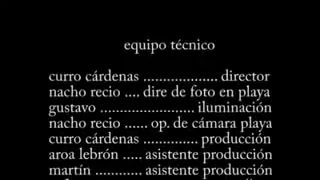 equipo técnico
curro cárdenas ................... director
nacho recio .... dire de foto en playa
gustavo ....................... iluminación
nacho recio ...... op. de cámara playa
curro cárdenas ............... producción
aroa lebrón ..... asistente producción
martín ...... asistente producción